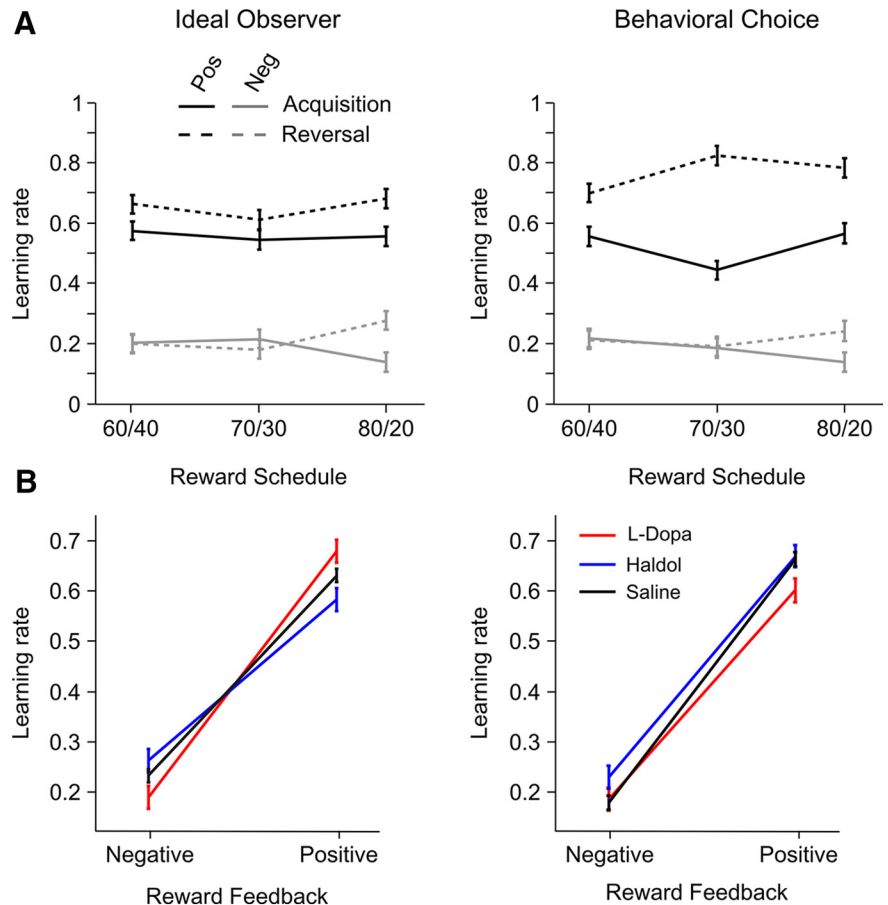 A
Ideal Observer
Pos Neg
Acquisition
Reversal
Learning rate
1
0.8
0.6
0.4
0.2
0
60/40 70/30 80/20
Reward Schedule
Behavioral Choice
Learning rate
1
0.8
0.6
0.4
0.2
0
60/40 70/30 80/20
Reward Schedule
B
Learning rate
0.7
0.6
0.5
0.4
0.3
0.2
Negative Positive
Reward Feedback
L-Dopa
Haldol
Saline
Learning rate
0.7
0.6
0.5
0.4
0.3
0.2
Negative Positive
Reward Feedback